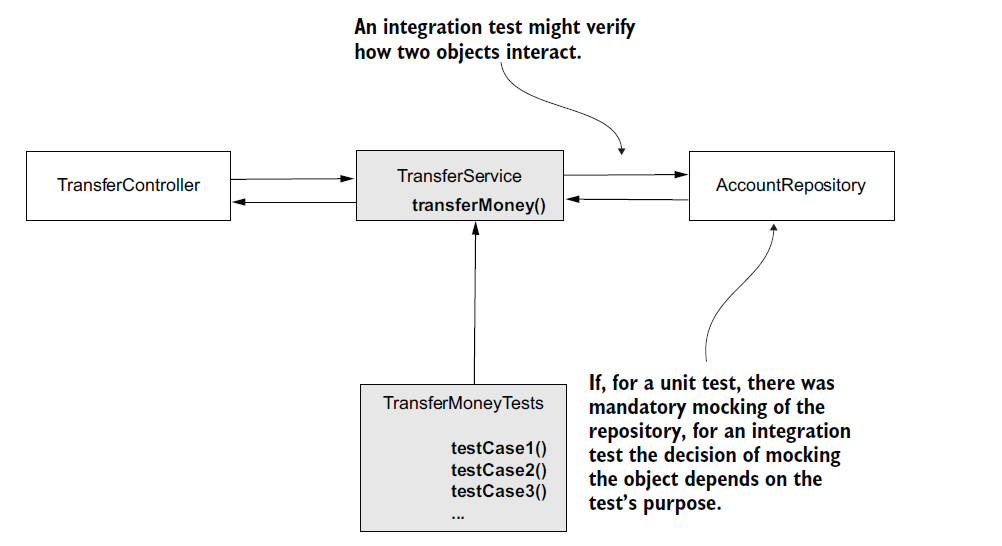 An integration test might verify
how two objects interact.
TransferController
TransferService
transferMoney()
AccountRepository
TransferMoneyTests
testCase1()
testCase2()
testCase3()
...
If, for a unit test, there was
mandatory mocking of the
repository, for an integration
test the decision of mocking
the object depends on the
test’s purpose.